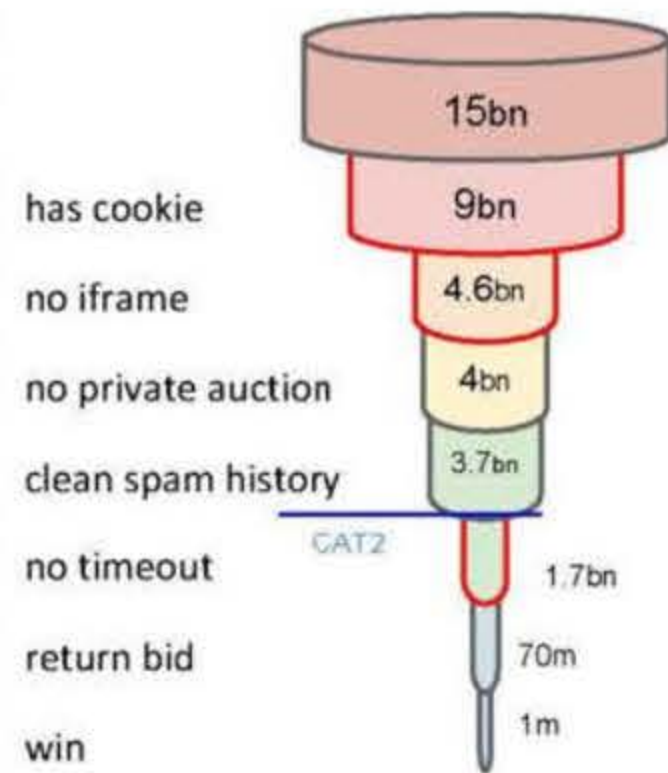 15bn
has cookie 9bn
no iframe 4.6bn
no private auction 4bn
clean spam history 3.7bn
CAT2
no timeout 1.7bn
return bid 70m
win 1m